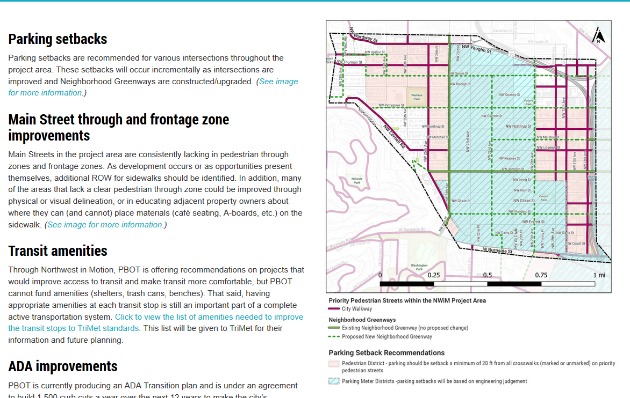 Parking setbacks
Parking setbacks are recommended for various intersections throughout the
project area. These setbacks will occur incrementally as intersections are
improved and Neighborhood Greenways are constructed/upgraded. (See image
for more information.)
Main Street through and frontage zone
improvements
Main Streets in the project area are consistently lacking in pedestrian through
zones and frontage zones. As development occurs or as opportunities present
themselves, additional ROW for sidewalks should be identified. In addition, many
of the areas that lack a clear pedestrian through zone could be improved through
physical or visual delineation, or in educating adjacent property owners about
where they can (and cannot) place materials (café seating, A-boards, etc.) on the
sidewalk. (See image for more information.)
Transit amenities
Through Northwest in Motion, PBOT is offering recommendations on projects that
would improve access to transit and make transit more comfortable, but PBOT
cannot fund amenities (shelters, trash cans, benches). That said, having
appropriate amenities at each transit stop is still an important part of a complete
active transportation system. Click to view the list of amenities needed to improve
the transit stops to TriMet standards. This list will be given to TriMet for their
information and future planning.
ADA improvements
PBOT is currently producing an ADA Transition plan and is under an agreement
to build 1,500 curb cuts a year over the next 12 years to make the city's
N
Washington
Park
0 0.25 0.5 0.75 1 mi
Priority Pedestrian Streets within the NWIM Project Area
City Walkway
Neighborhood Greenways
Existing Neighborhood Greenway (no proposed change)
Proposed New Neighborhood Greenway
Parking Setback Recommendations
Pedestrian District - parking should be setback a minimum of 20 ft from all crosswalks (marked or unmarked) on priority
pedestrian streets
Parking Meter Districts - parking setbacks will be based on engineering judgement